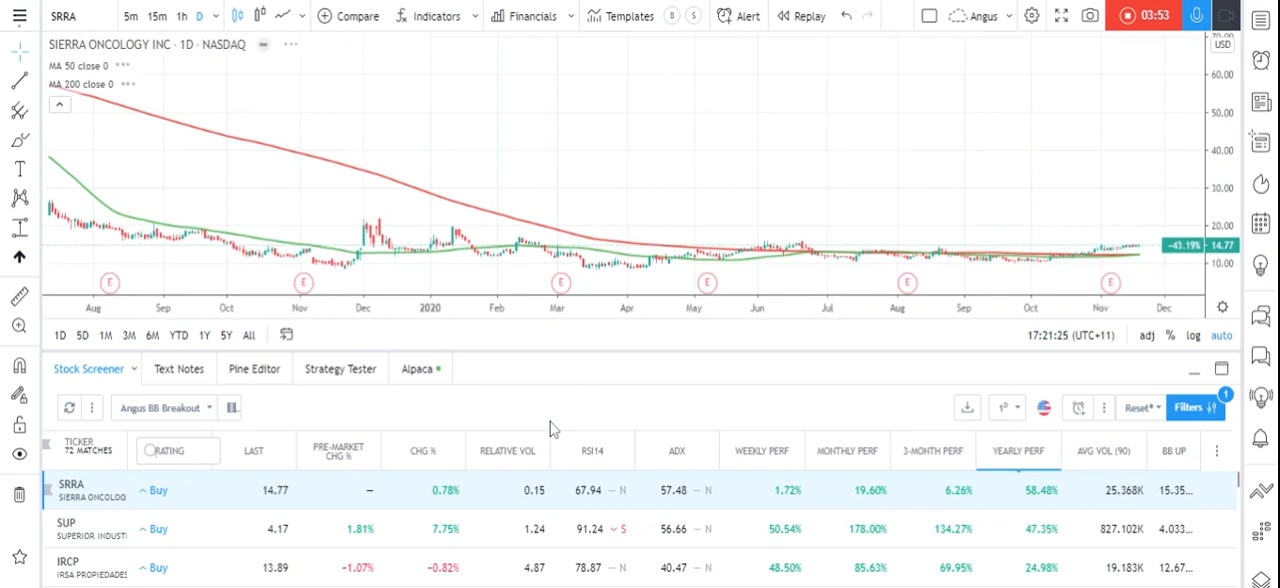 SRRA 5m 15m 1h D Compare Indicators Financials Templates B S Alert Replay Angus 03:53
SIERRA ONCOLOGY INC · 1D · NASDAQ
USD
MA 50 close 0
MA 200 close 0
70.00
60.00
50.00
40.00
30.00
20.00
-43.19% 14.77
10.00
E E E E E E
Aug Sep Oct Nov Dec 2020 Feb Mar Apr May Jun Jul Aug Sep Oct Nov Dec
1D 5D 1M 3M 6M YTD 1Y 5Y All 17:21:25 (UTC+11) adj % log auto
Stock Screener Text Notes Pine Editor Strategy Tester Alpaca
Angus BB Breakout 1D Reset* Filters 1
TICKER RATING LAST PRE-MARKET CHG % CHG % RELATIVE VOL RSI14 ADX WEEKLY PERF MONTHLY PERF 3-MONTH PERF YEARLY PERF AVG VOL (90) BB UP
72 MATCHES
SRRA Buy 14.77 — 0.78% 0.15 67.94 — N 57.48 — N 1.72% 19.60% 6.26% 58.48% 25.368K 15.35...
SIERRA ONCOLOG
SUP Buy 4.17 1.81% 7.75% 1.24 91.24 S 56.66 — N 50.54% 178.00% 134.27% 47.35% 827.102K 4.033...
SUPERIOR INDUSTI
IRCP Buy 13.89 -1.07% -0.82% 4.87 78.87 — N 40.47 — N 48.50% 85.63% 69.95% 24.98% 19.183K 12.67...
IRSA PROPIEDADES